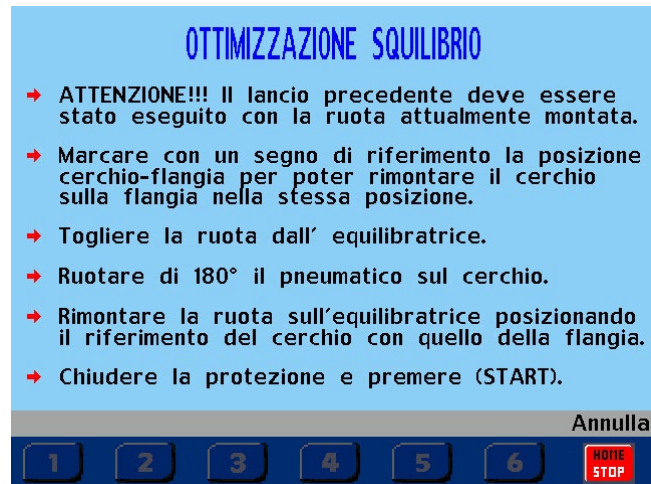 OTTIMIZZAZIONE SQUILIBRIO
ATTENZIONE!!! Il lancio precedente deve essere
stato eseguito con la ruota attualmente montata.
Marcare con un segno di riferimento la posizione
cerchio-flangia per poter rimontare il cerchio
sulla flangia nella stessa posizione.
Togliere la ruota dall' equilibratrice.
Ruotare di 180° il pneumatico sul cerchio.
Rimontare la ruota sull'equilibratrice posizionando
il riferimento del cerchio con quello della flangia.
Chiudere la protezione e premere (START).
Annulla
1 2 3 4 5 6 HOME
STOP